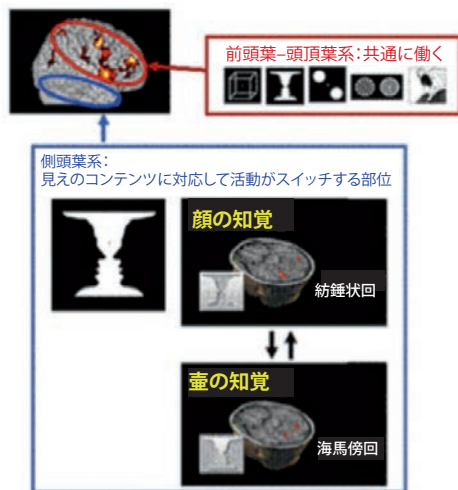 前頭葉–頭頂葉系：共通に働く
側頭葉系：
見えのコンテンツに対応して活動がスイッチする部位
顔の知覚
紡錘状回
壷の知覚
海馬傍回